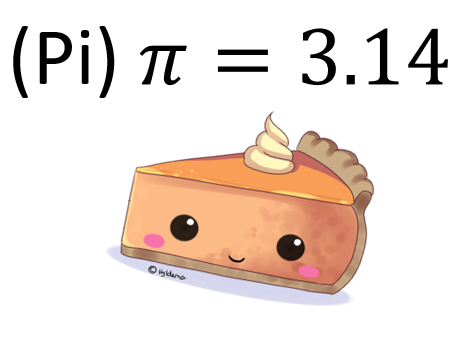 (Pi) π = 3.14